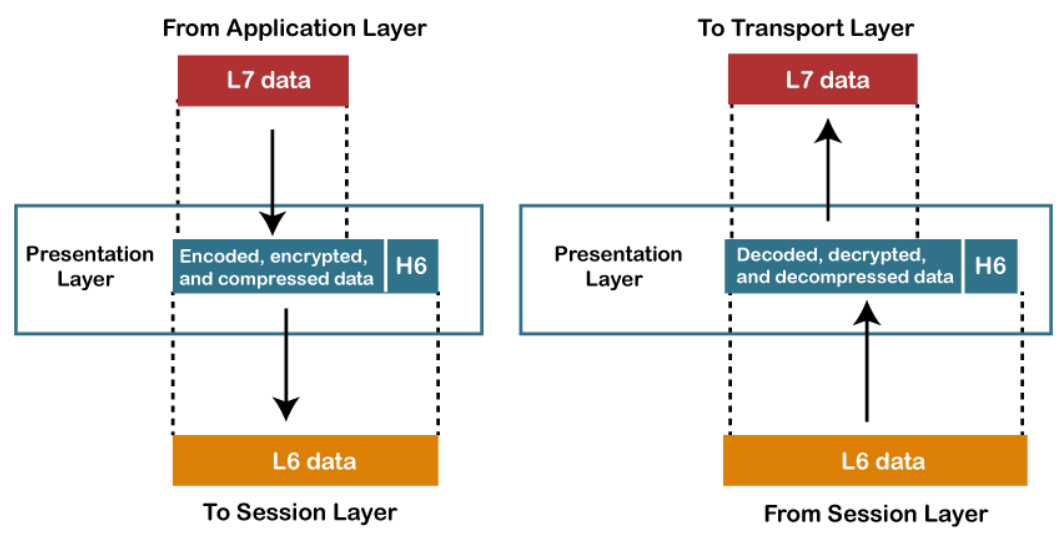 From Application Layer
L7 data
Presentation
Layer
Encoded, encrypted,
and compressed data
H6
L6 data
To Session Layer
To Transport Layer
L7 data
Presentation
Layer
Decoded, decrypted,
and decompressed data
H6
L6 data
From Session Layer